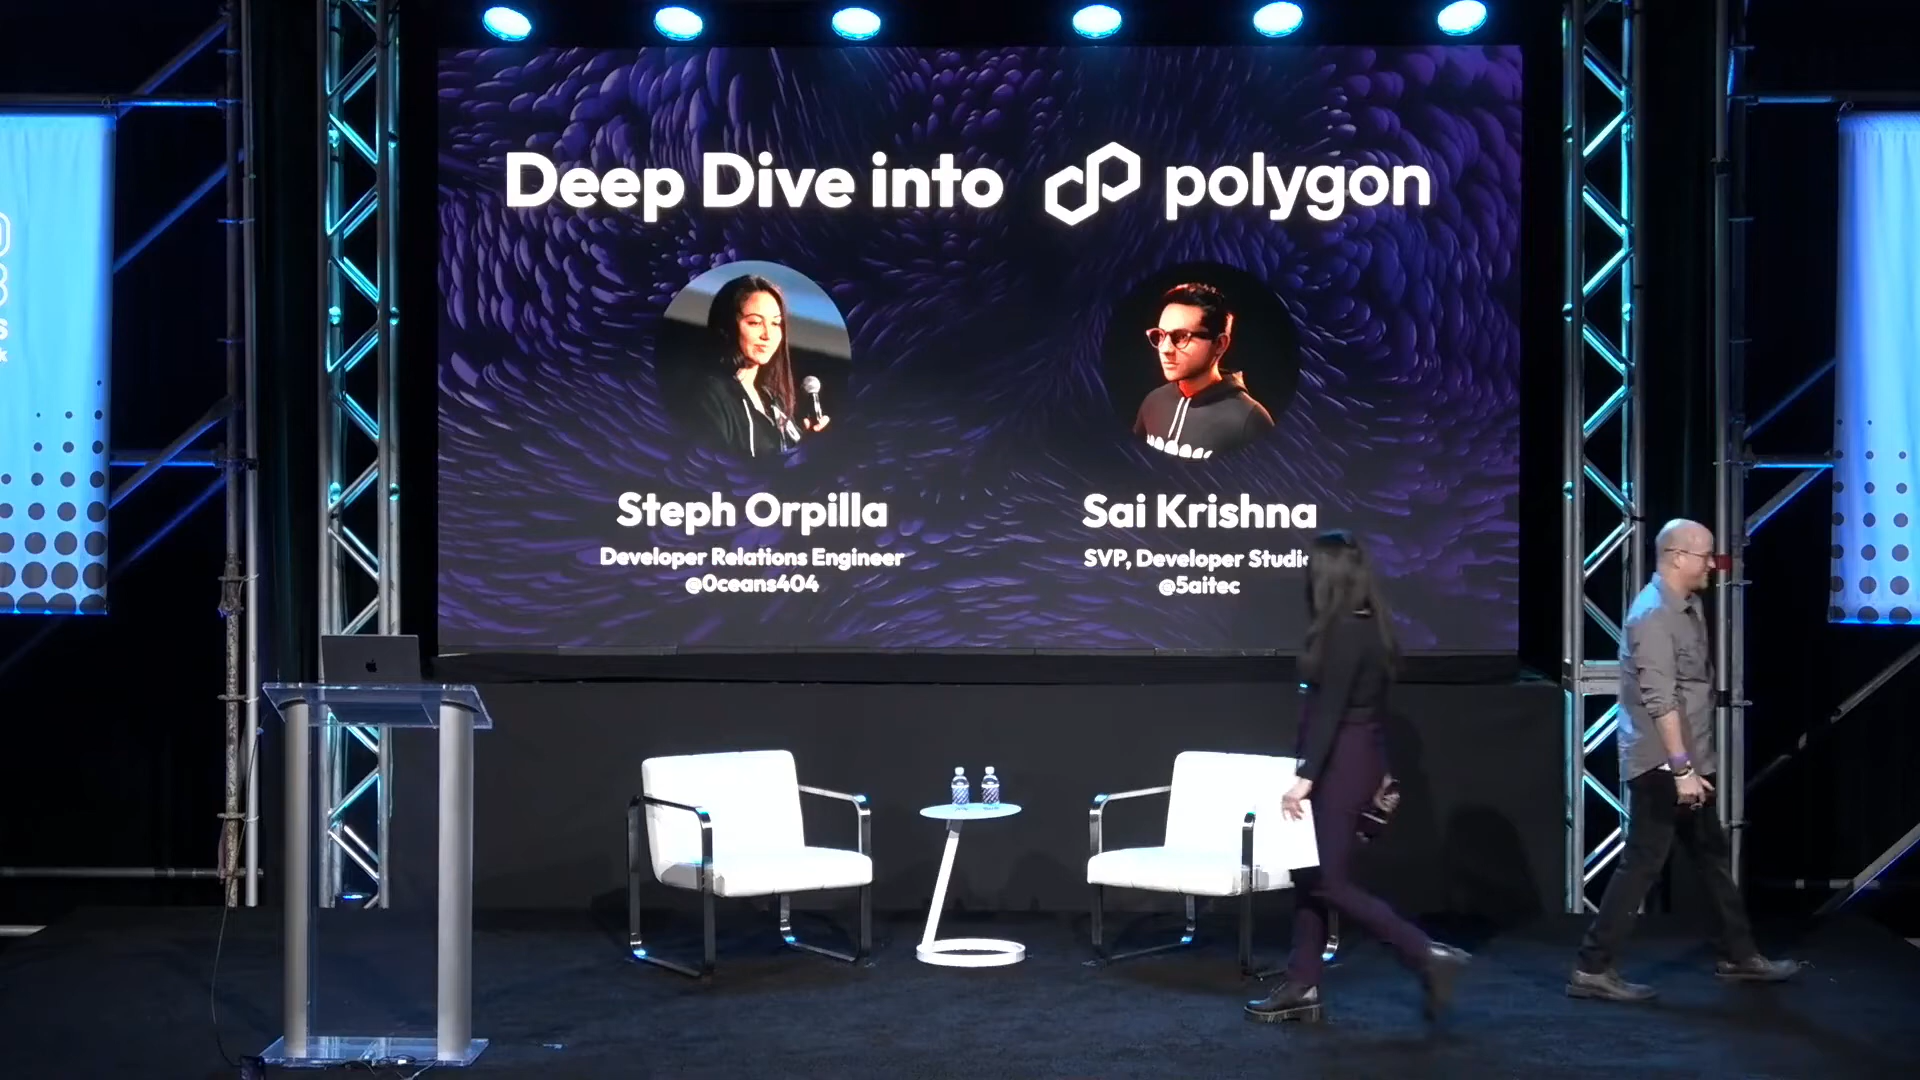 Deep Dive into polygon
Steph Orpilla
Developer Relations Engineer
@0ceans404
Sai Krishna
SVP, Developer Studio
@5aitec